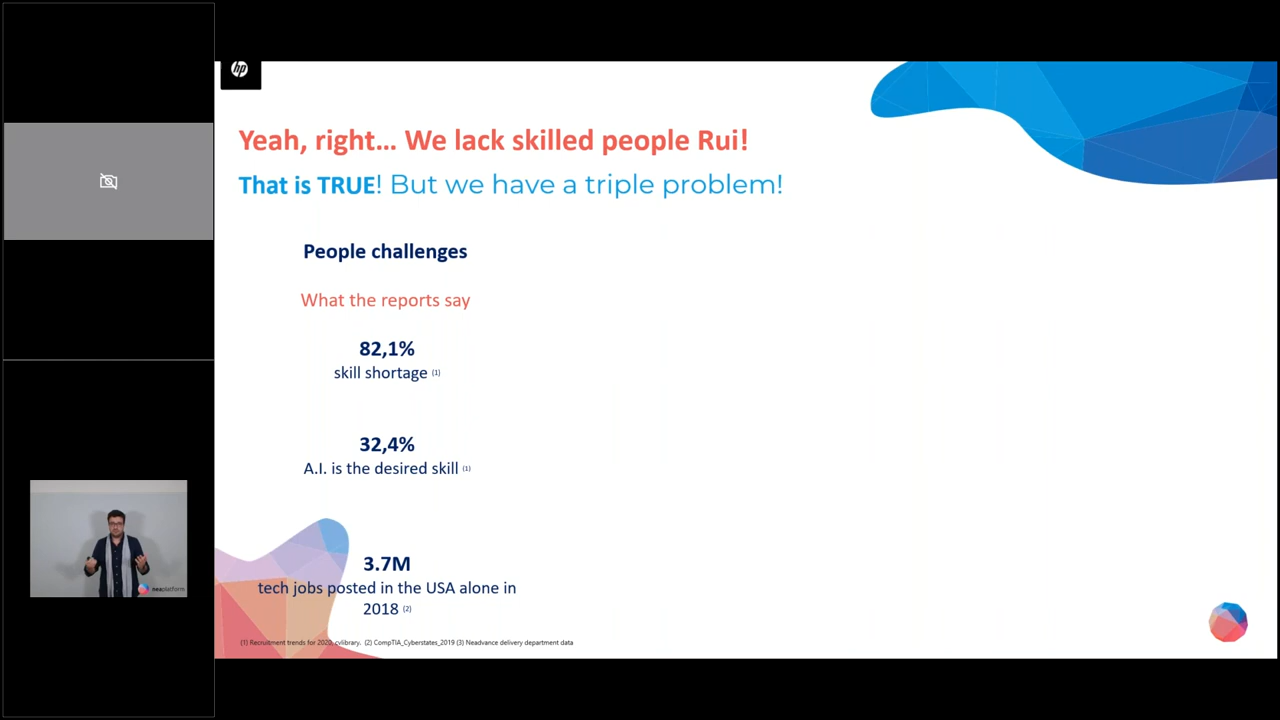 hp
Yeah, right... We lack skilled people Rui!
That is TRUE! But we have a triple problem!
People challenges
What the reports say
82,1%
skill shortage (1)
32,4%
A.I. is the desired skill (1)
3.7M
tech jobs posted in the USA alone in
2018 (2)
(1) Recruitment trends for 2020, cvlibrary. (2) CompTIA_Cyberstates_2019 (3) Neadvance delivery department data
neaplatform